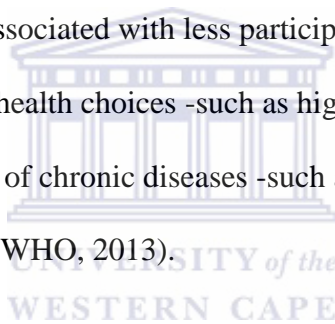 ssociated with less particip
health choices -such as hig
of chronic diseases -such
WHO, 2013).
UNIVERSITY of the
WESTERN CAPE